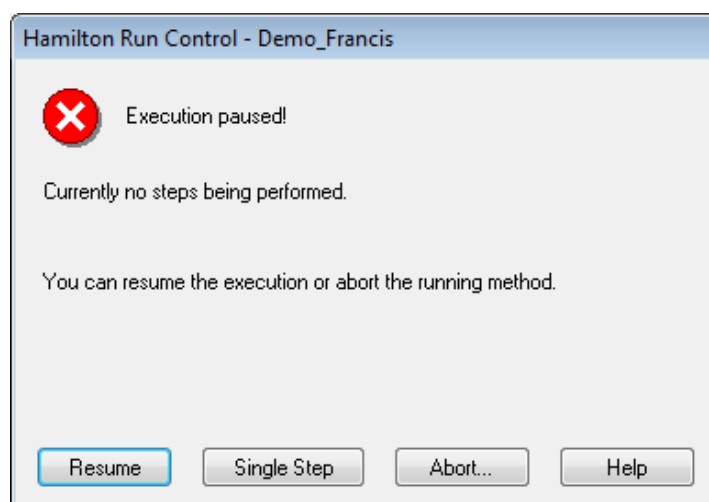 Hamilton Run Control - Demo_Francis
Execution paused!
Currently no steps being performed.
You can resume the execution or abort the running method.
Resume Single Step Abort... Help